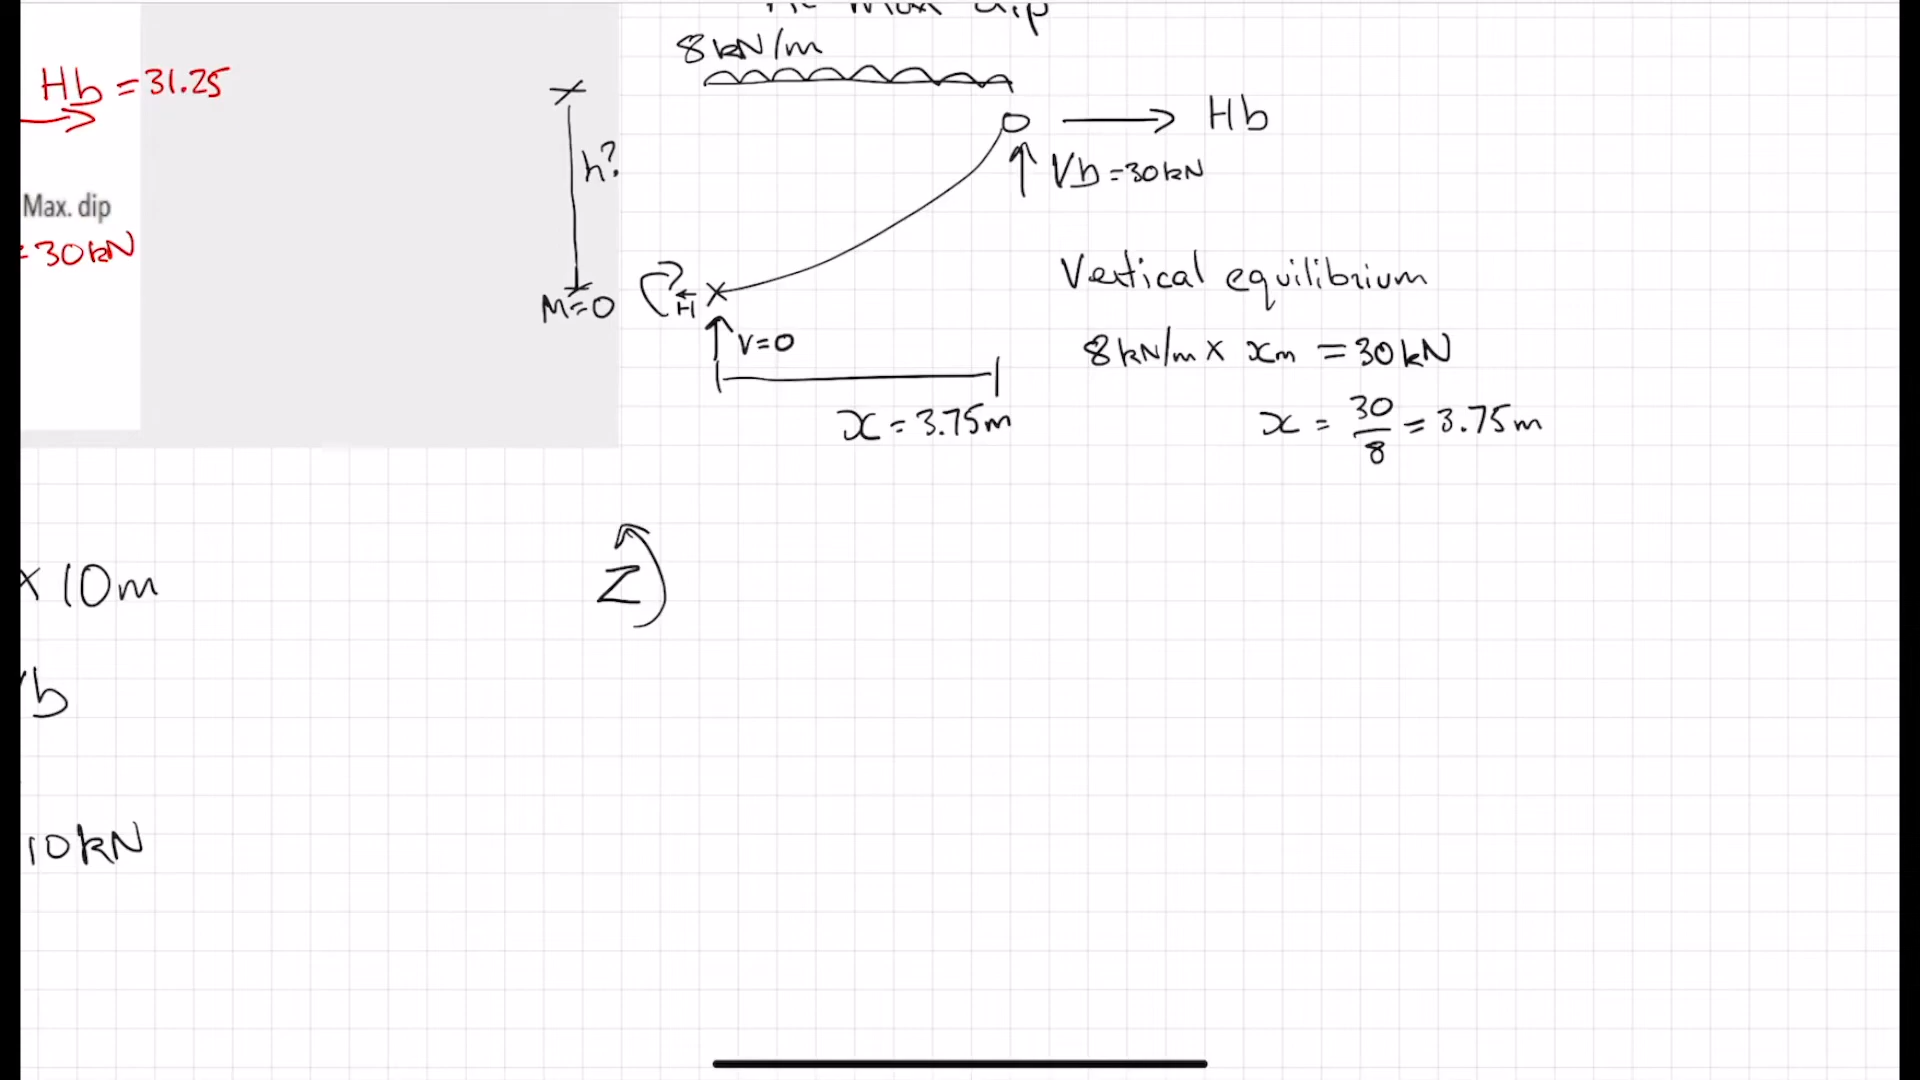 8kN/m
Hb = 31.25
Hb
h?
Vb = 30kN
Max. dip
= 30kN
Vertical equilibrium
M=0
H
V=0
8kN/m x xm = 30kN
x = 3.75m
x = 30/8 = 3.75m
x 10m
Z
b
10kN